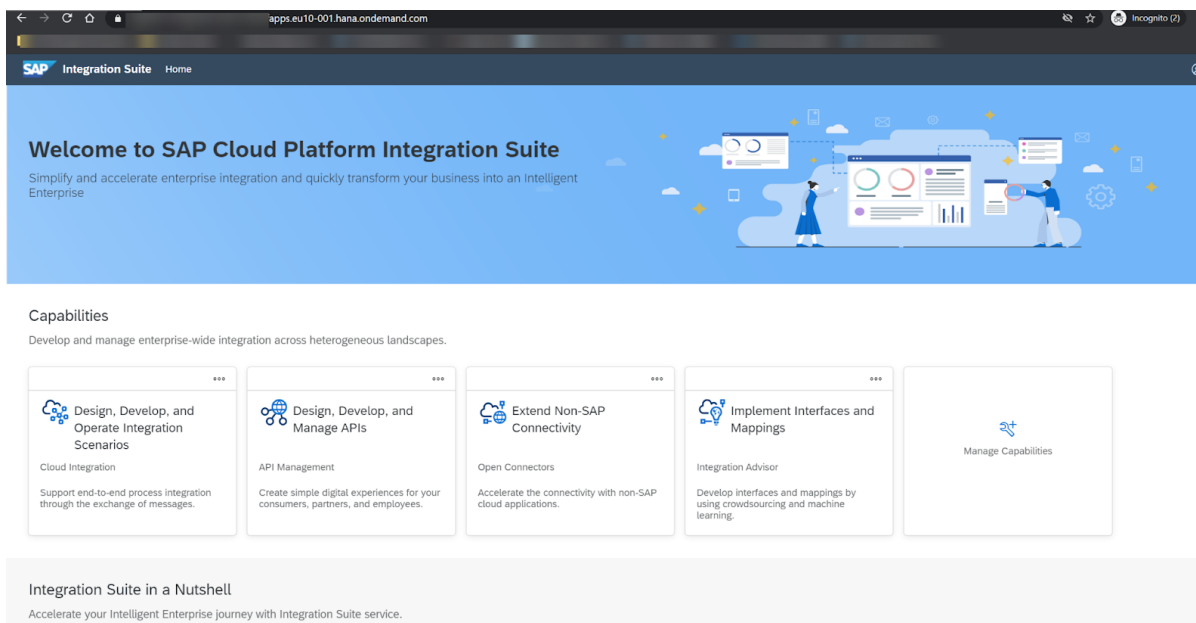 apps.eu10-001.hana.ondemand.com
Incognito (2)
SAP Integration Suite Home
Welcome to SAP Cloud Platform Integration Suite
Simplify and accelerate enterprise integration and quickly transform your business into an Intelligent
Enterprise
Capabilities
Develop and manage enterprise-wide integration across heterogeneous landscapes.
Design, Develop, and
Operate Integration
Scenarios
Cloud Integration
Support end-to-end process integration
through the exchange of messages.
Design, Develop, and
Manage APIs
API Management
Create simple digital experiences for your
consumers, partners, and employees.
Extend Non-SAP
Connectivity
Open Connectors
Accelerate the connectivity with non-SAP
cloud applications.
Implement Interfaces and
Mappings
Integration Advisor
Develop interfaces and mappings by
using crowdsourcing and machine
learning.
Manage Capabilities
Integration Suite in a Nutshell
Accelerate your Intelligent Enterprise journey with Integration Suite service.